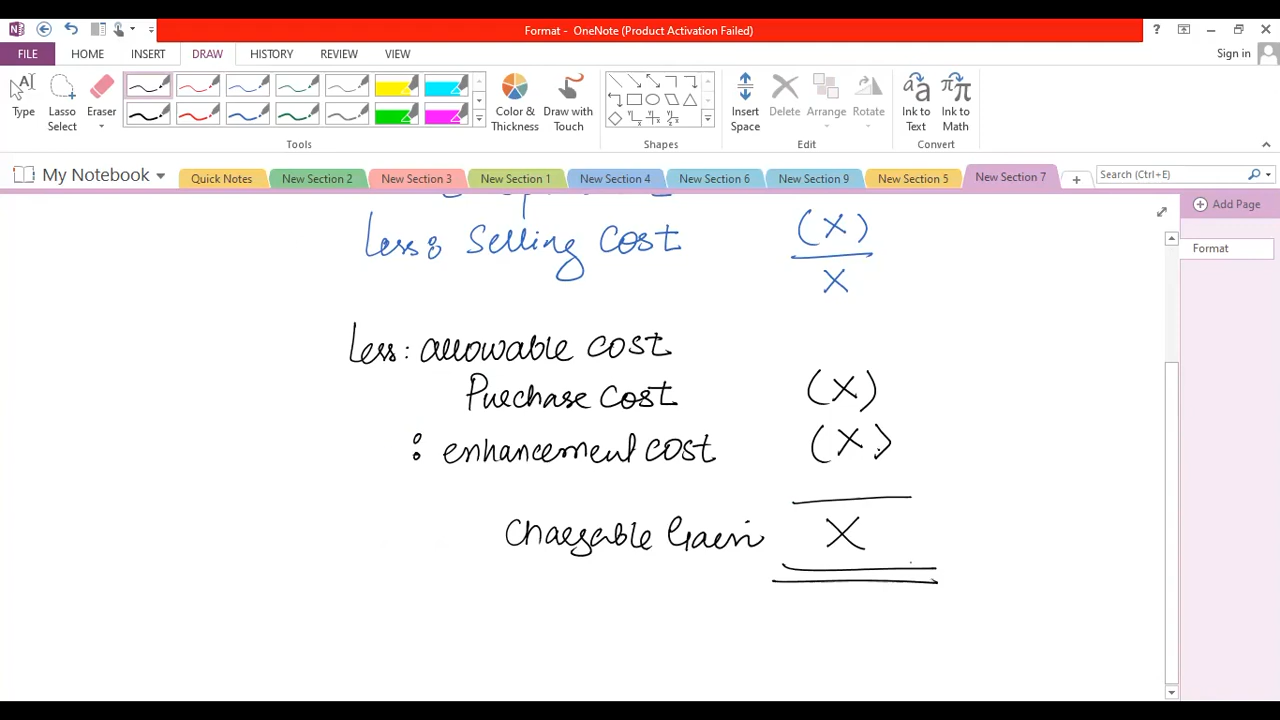 Format - OneNote (Product Activation Failed)
FILE HOME INSERT DRAW HISTORY REVIEW VIEW
Sign in
Type
Lasso Select
Eraser
Color & Thickness
Draw with Touch
Insert Space
Delete
Arrange
Rotate
Ink to Text
Ink to Math
Tools Shapes Edit Convert
My Notebook Quick Notes New Section 2 New Section 3 New Section 1 New Section 4 New Section 6 New Section 9 New Section 5 New Section 7 Search (Ctrl+E)
Add Page
Format
less: Selling cost (X)
X
less: allowable cost
Purchase cost (X)
: enhancement cost (X)
Chargable Gain X